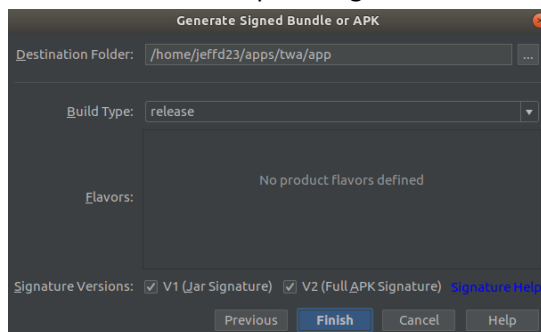 Generate Signed Bundle or APK
Destination Folder: /home/jeffd23/apps/twa/app ...
Build Type: release
No product flavors defined
Flavors:
Signature Versions: V1 (Jar Signature) V2 (Full APK Signature) Signature Help
Previous Finish Cancel Help